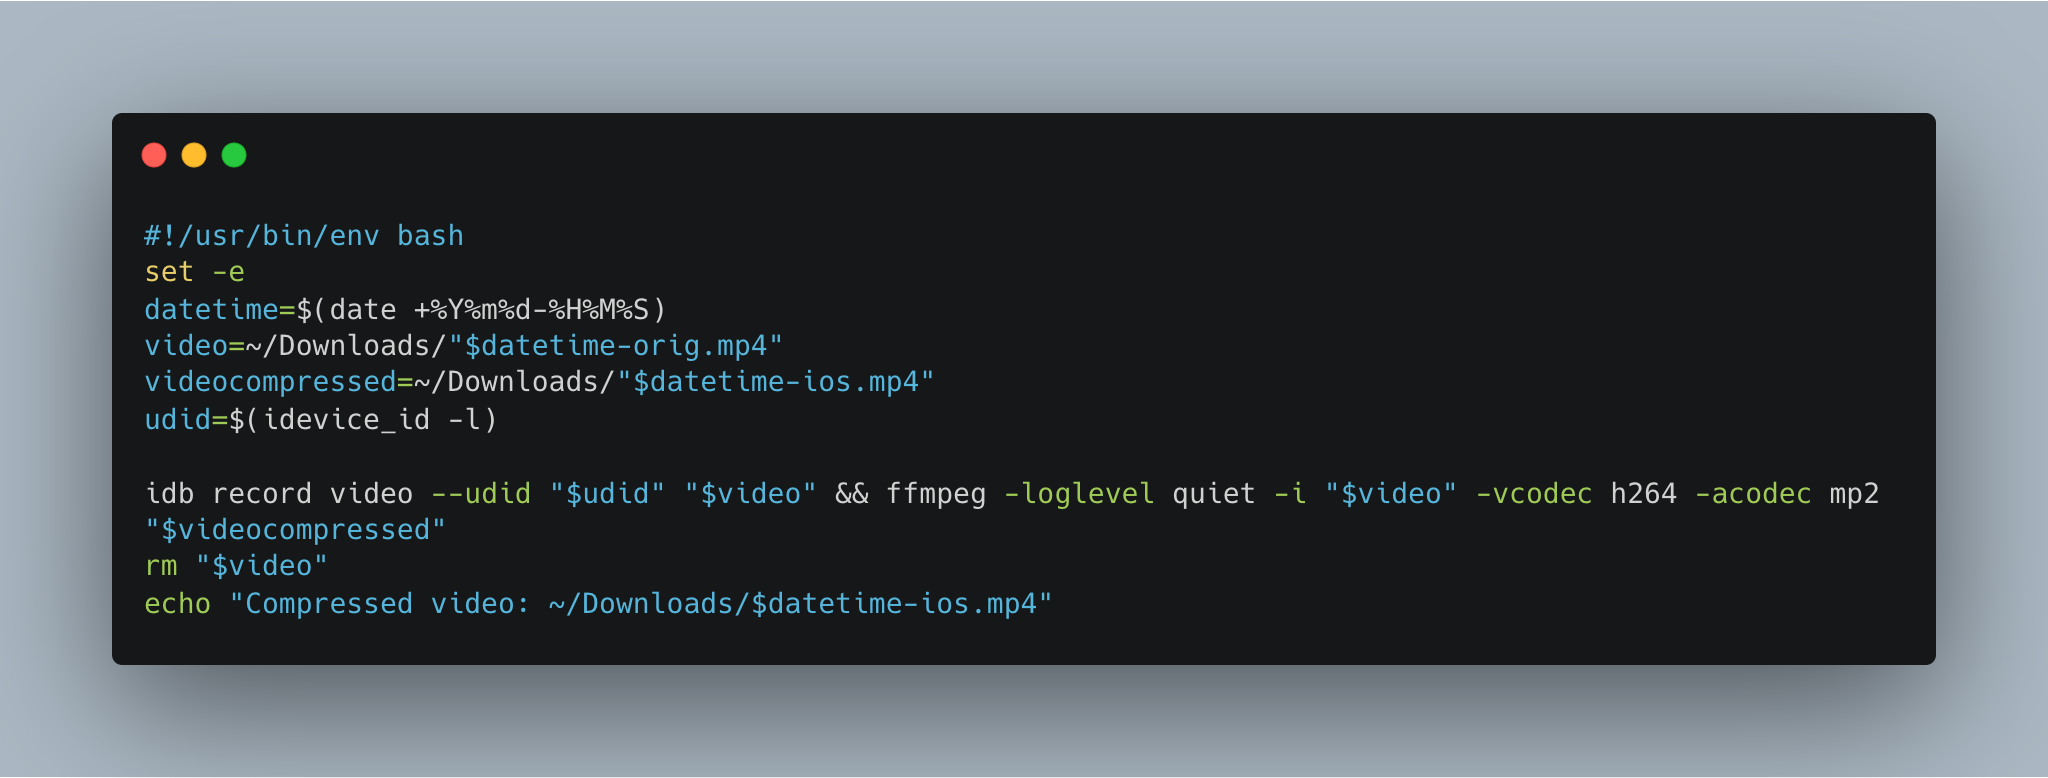 #!/usr/bin/env bash
set -e
datetime=$(date +%Y%m%d-%H%M%S)
video=~/Downloads/"$datetime-orig.mp4"
videocompressed=~/Downloads/"$datetime-ios.mp4"
udid=$(idevice_id -l)

idb record video --udid "$udid" "$video" && ffmpeg -loglevel quiet -i "$video" -vcodec h264 -acodec mp2
"$videocompressed"
rm "$video"
echo "Compressed video: ~/Downloads/$datetime-ios.mp4"